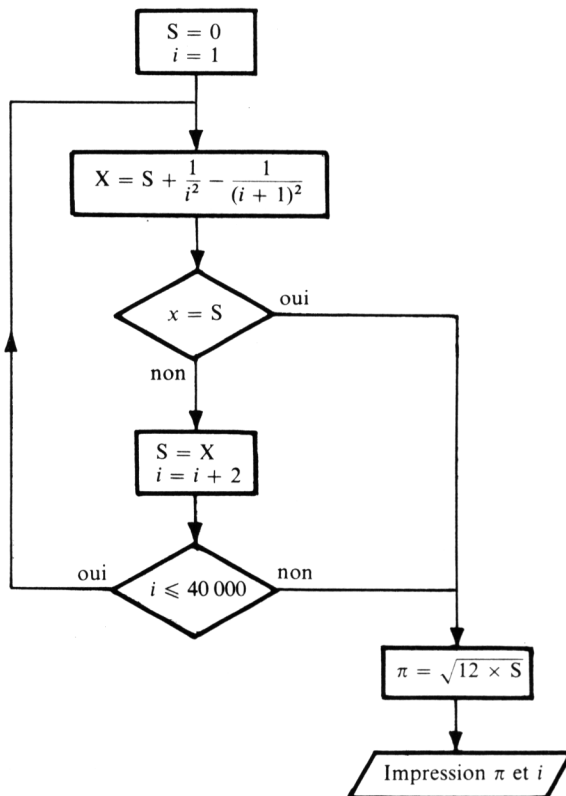 S = 0
i = 1
X = S + 1/i² − 1/(i + 1)²
x = S
oui
non
S = X
i = i + 2
oui
i ⩽ 40 000
non
π = √12 × S
Impression π et i